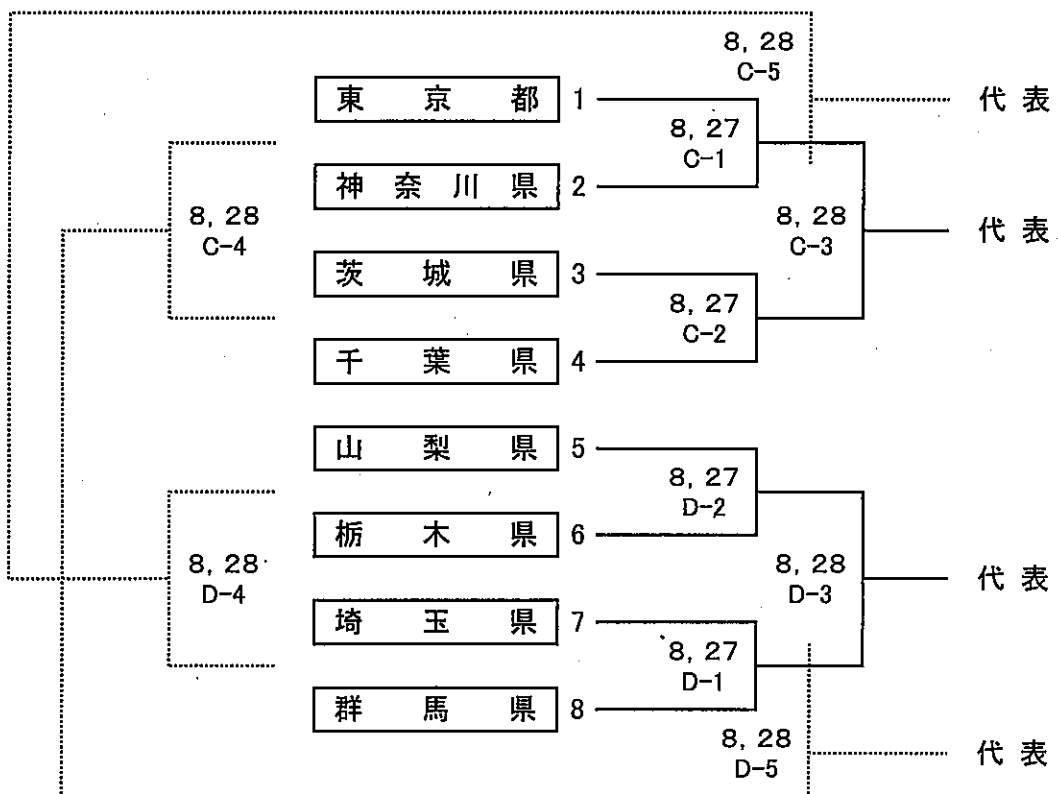 8, 28
C-5
東京都 1
代表
8, 27
C-1
神奈川県 2
8, 28
C-4
8, 28
C-3
代表
茨城県 3
8, 27
C-2
千葉県 4
山梨県 5
8, 27
D-2
栃木県 6
8, 28
D-4
8, 28
D-3
代表
埼玉県 7
8, 27
D-1
群馬県 8
8, 28
D-5
代表